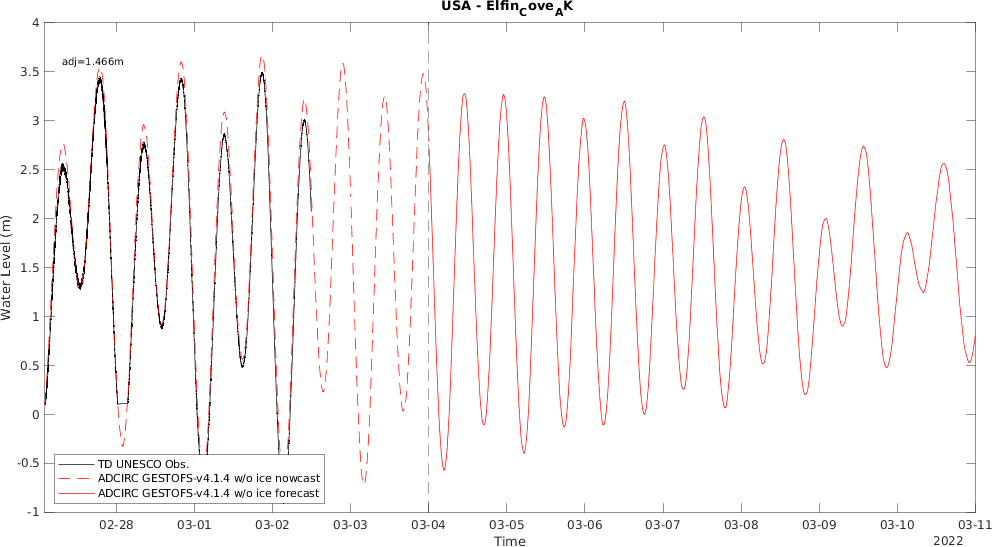 USA - ElfinCoveAK
adj=1.466m
4
3.5
3
2.5
2
1.5
1
0.5
0
-0.5
-1
Water Level (m)
TD UNESCO Obs.
ADCIRC GESTOFS-v4.1.4 w/o ice nowcast
ADCIRC GESTOFS-v4.1.4 w/o ice forecast
02-28 03-01 03-02 03-03 03-04 03-05 03-06 03-07 03-08 03-09 03-10 03-11
Time
2022